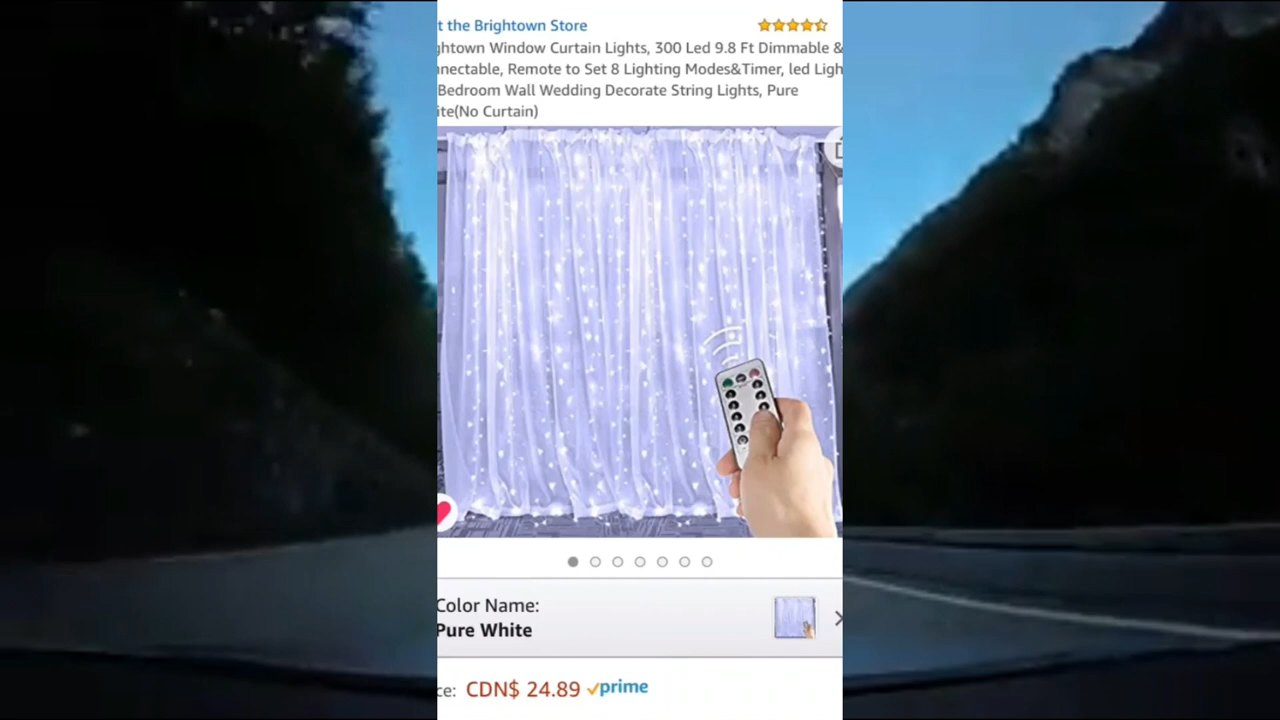 t the Brightown Store
ghtown Window Curtain Lights, 300 Led 9.8 Ft Dimmable &
nnectable, Remote to Set 8 Lighting Modes&Timer, led Ligh
Bedroom Wall Wedding Decorate String Lights, Pure
ite(No Curtain)
Color Name:
Pure White
ce: CDN$ 24.89 prime